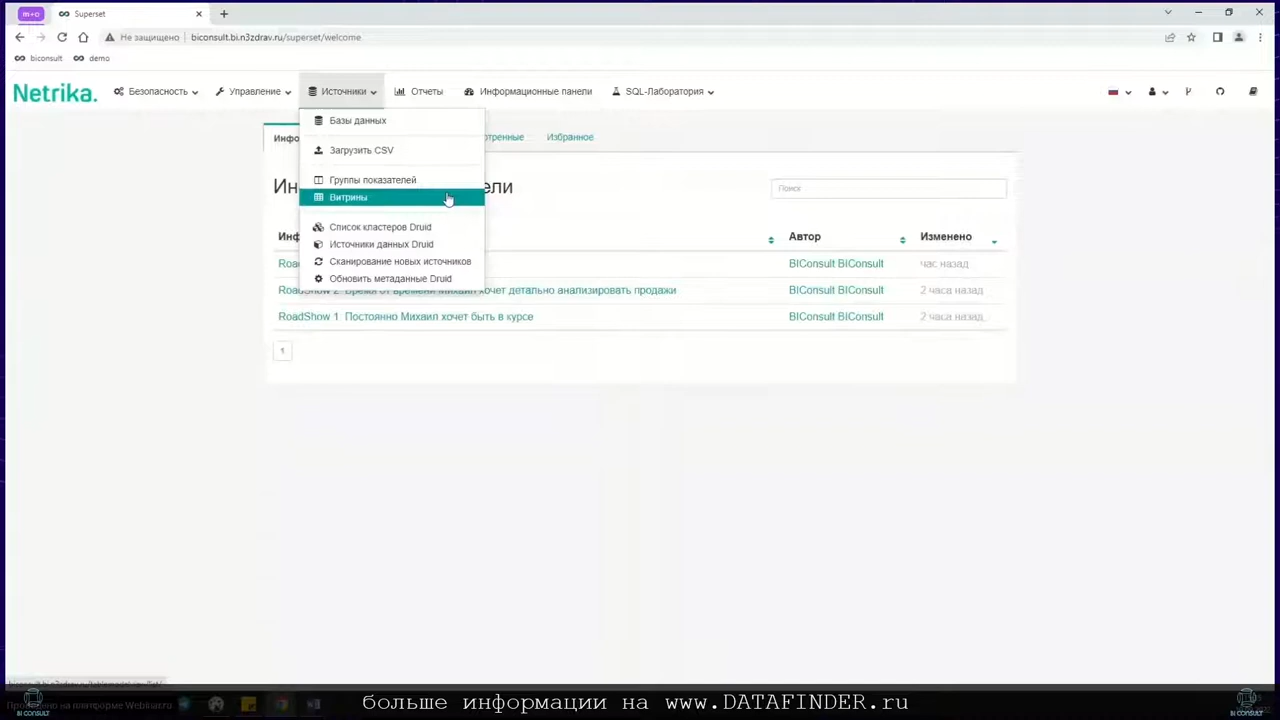 m+o
Superset
Не защищено
biconsult.bi.n3zdrav.ru/superset/welcome
biconsult
demo
Netrika.
Безопасность
Управление
Источники
Отчеты
Информационные панели
SQL-Лаборатория
Базы данных
Загрузить CSV
Группы показателей
Витрины
Список кластеров Druid
Источники данных Druid
Сканирование новых источников
Обновить метаданные Druid
Избранное
Поиск
Автор
Изменено
BIConsult BIConsult
час назад
RoadShow 2 Время от времени Михаил хочет детально анализировать продажи
BIConsult BIConsult
2 часа назад
RoadShow 1 Постоянно Михаил хочет быть в курсе
BIConsult BIConsult
2 часа назад
больше информации на www.DATAFINDER.ru
BI CONSULT
BI CONSULT